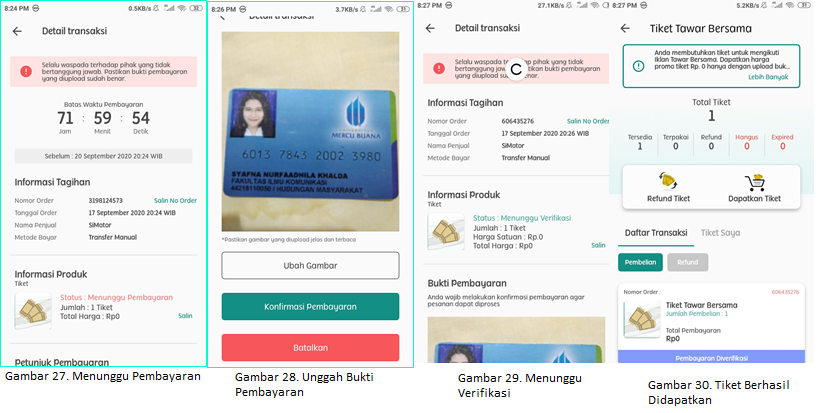 8:24 PM
0.5KB/s
52
Detail transaksi
Selalu waspada terhadap pihak yang tidak
bertanggung jawab. Pastikan bukti pembayaran
yang diupload sudah benar.
Batas Waktu Pembayaran
71 : 59 : 54
Jam Menit Detik
Sebelum : 20 September 2020 20:24 WIB
Informasi Tagihan
Nomor Order 3198124573 Salin No Order
Tanggal Order 17 September 2020 20:24 WIB
Nama Penjual SiMotor
Metode Bayar Transfer Manual
Informasi Produk
Tiket
Status : Menunggu Pembayaran
Jumlah : 1 Tiket
Total Harga : Rp0 Salin
Petunjuk Pembayaran
Gambar 27. Menunggu Pembayaran
8:26 PM
3.7KB/s
51
Detail transaksi
MERCU BUANA
6013 7843 2002 3980
SYAFNA NURFAADHILA KHALDA
FAKULTAS ILMU KOMUNIKASI
44218110050 / HUBUNGAN MASYARAKAT
*Pastikan gambar yang diupload jelas dan terbaca
Ubah Gambar
Konfirmasi Pembayaran
Batalkan
Gambar 28. Unggah Bukti
Pembayaran
8:27 PM
27.1KB/s
Detail transaksi
Selalu waspada terhadap pihak yang tidak
bertanggung jawab. Pastikan bukti pembayaran
yang diupload sudah benar.
Informasi Tagihan
Nomor Order 606435276 Salin No Order
Tanggal Order 17 September 2020 20:26 WIB
Nama Penjual SiMotor
Metode Bayar Transfer Manual
Informasi Produk
Tiket
Status : Menunggu Verifikasi
Jumlah : 1 Tiket
Harga Satuan : Rp.0
Total Harga : Rp.0 Salin
Bukti Pembayaran
Anda wajib melakukan konfirmasi pembayaran agar
pesanan dapat diproses
Gambar 29. Menunggu
Verifikasi
8:27 PM
5.2KB/s
51
Tiket Tawar Bersama
Anda membutuhkan tiket untuk mengikuti
Iklan Tawar Bersama. Dapatkan harga
promo tiket Rp. 0 hanya dengan upload buk...
Lebih Banyak
Total Tiket
1
Tersedia Terpakai Refund Hangus Expired
1 0 0 0 0
Refund Tiket Dapatkan Tiket
Daftar Transaksi Tiket Saya
Pembelian Refund
Nomor Order : 606435276
Tiket Tawar Bersama
Jumlah Pembelian : 1
Total Pembayaran
Rp0
Pembayaran Diverifikasi
Gambar 30. Tiket Berhasil
Didapatkan